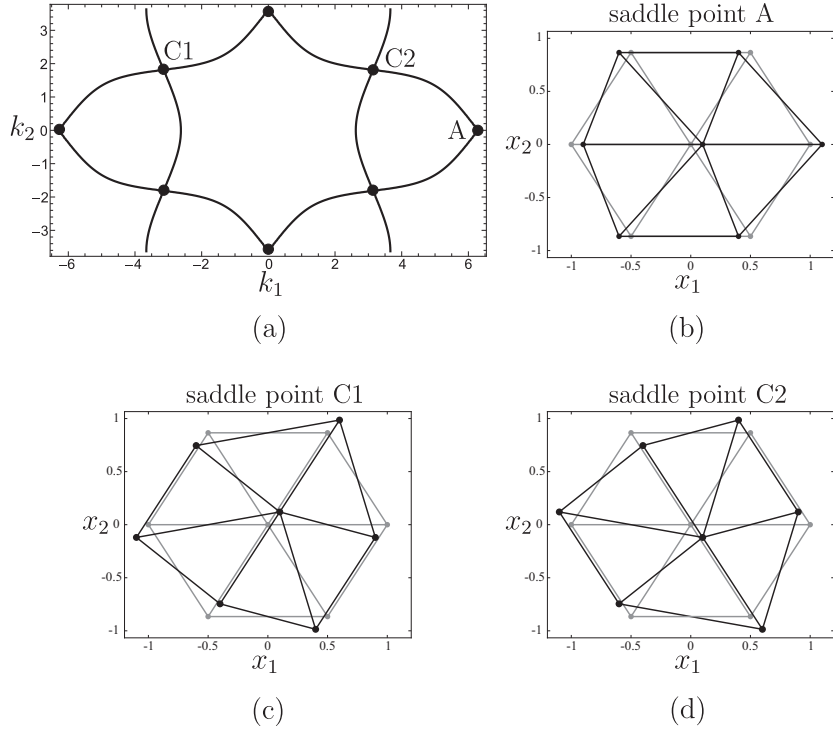 saddle point A
3
2
1
0
−1
−2
−3
k2
C1
C2
A
−6 −4 −2 0 2 4 6
k1
(a)
1
0.5
0
-0.5
-1
x2
-1 -0.5 0 0.5 1
x1
(b)
saddle point C1
1
0.5
0
-0.5
-1
x2
-1 -0.5 0 0.5 1
x1
(c)
saddle point C2
1
0.5
0
-0.5
-1
x2
-1 -0.5 0 0.5 1
x1
(d)